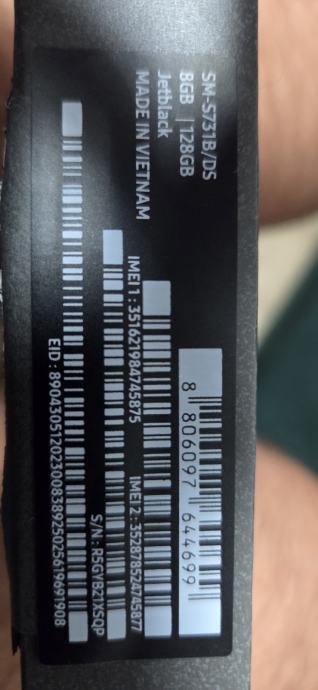 SM-S731B/DS
8GB | 128GB
Jetblack
MADE IN VIETNAM
8 806097 644699
IMEI 1 : 351621984745875
IMEI 2 : 352878524745877
S/N : R5GYB21XSQP
EID : 89043051202300838925025619691908